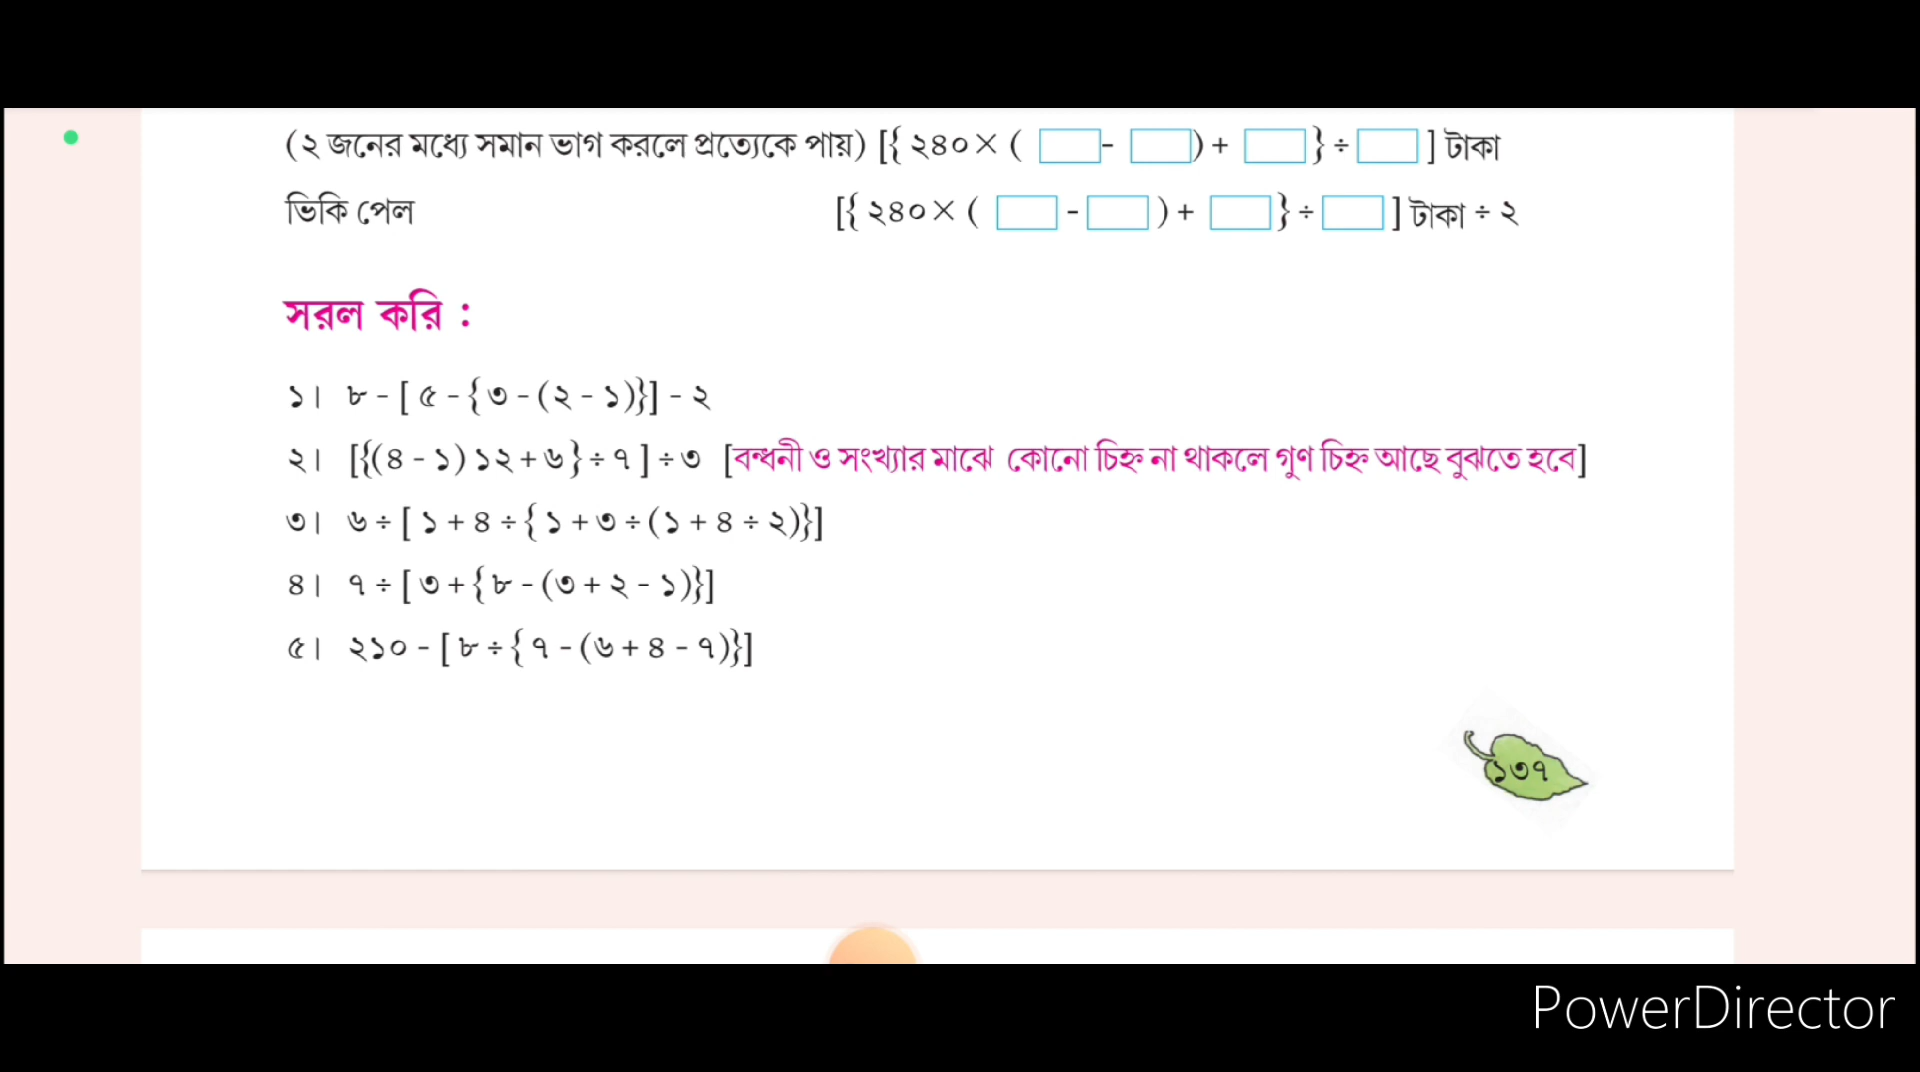 (২ জনের মধ্যে সমান ভাগ করলে প্রত্যেকে পায়) [{ ২৪০× ( - ) + } ÷ ] টাকা
ভিকি পেল [{ ২৪০× ( - ) + } ÷ ] টাকা ÷ ২
সরল করি :
১। ৮ - [ ৫ - {৩ - (২ - ১)}] - ২
২। [{(৪ - ১) ১২ + ৬} ÷ ৭ ] ÷ ৩ [বন্ধনী ও সংখ্যার মাঝে কোনো চিহ্ন না থাকলে গুণ চিহ্ন আছে বুঝতে হবে]
৩। ৬ ÷ [ ১ + ৪ ÷ { ১ + ৩ ÷ (১ + ৪ ÷ ২)}]
৪। ৭ ÷ [ ৩ + { ৮ - (৩ + ২ - ১)}]
৫। ২১০ - [ ৮ ÷ { ৭ - (৬ + ৪ - ৭)}]
১৩৭
PowerDirector